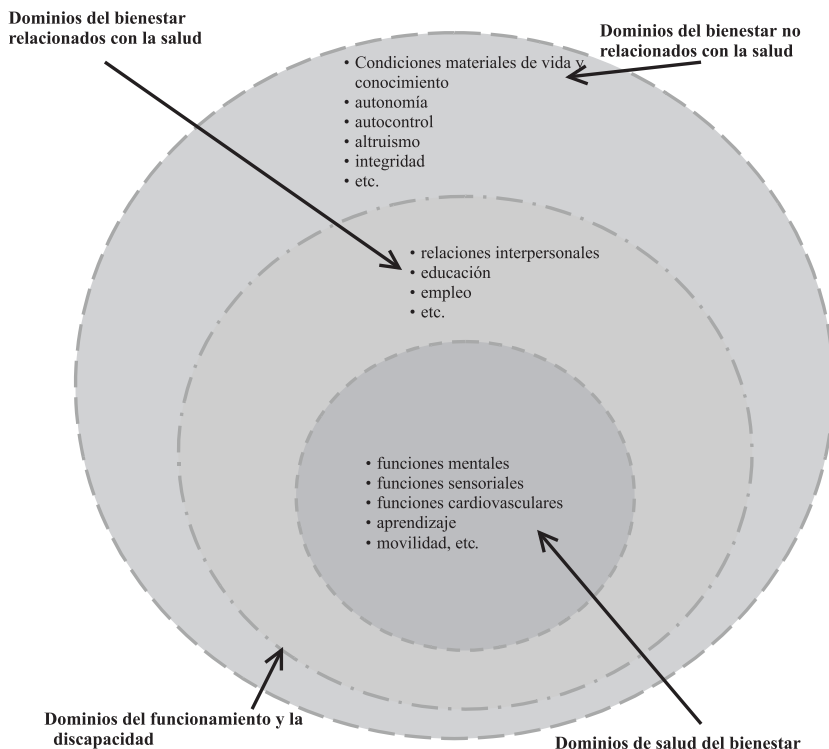 Dominios del bienestar
relacionados con la salud
Dominios del bienestar no
relacionados con la salud
• Condiciones materiales de vida y
conocimiento
• autonomía
• autocontrol
• altruismo
• integridad
• etc.
• relaciones interpersonales
• educación
• empleo
• etc.
• funciones mentales
• funciones sensoriales
• funciones cardiovasculares
• aprendizaje
• movilidad, etc.
Dominios del funcionamiento y la
discapacidad
Dominios de salud del bienestar